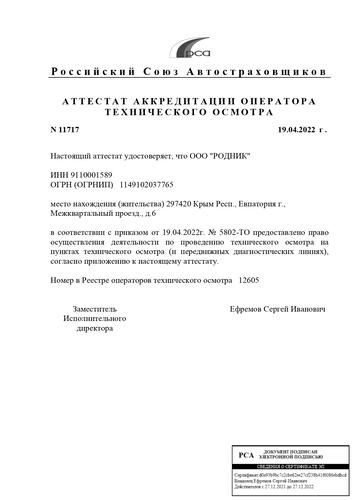 рса
Российский Союз Автостраховщиков
АТТЕСТАТ АККРЕДИТАЦИИ ОПЕРАТОРА
ТЕХНИЧЕСКОГО ОСМОТРА
N 11717 19.04.2022 г.
Настоящий аттестат удостоверяет, что ООО "РОДНИК"
ИНН 9110001589
ОГРН (ОГРНИП) 1149102037765
место нахождения (жительства) 297420 Крым Респ., Евпатория г.,
Межквартальный проезд., д.6
в соответствии с приказом от 19.04.2022г. № 5802-ТО предоставлено право
осуществления деятельности по проведению технического осмотра на
пунктах технического осмотра (и передвижных диагностических линиях),
согласно приложению к настоящему аттестату.
Номер в Реестре операторов технического осмотра 12605
Заместитель Ефремов Сергей Иванович
Исполнительного
директора
РСА ДОКУМЕНТ ПОДПИСАН
ЭЛЕКТРОННОЙ ПОДПИСЬЮ
СВЕДЕНИЯ О СЕРТИФИКАТЕ ЭП
Сертификат:
Владелец:Ефремов Сергей Иванович
Действителен с 27.12.2021 до 27.12.2022